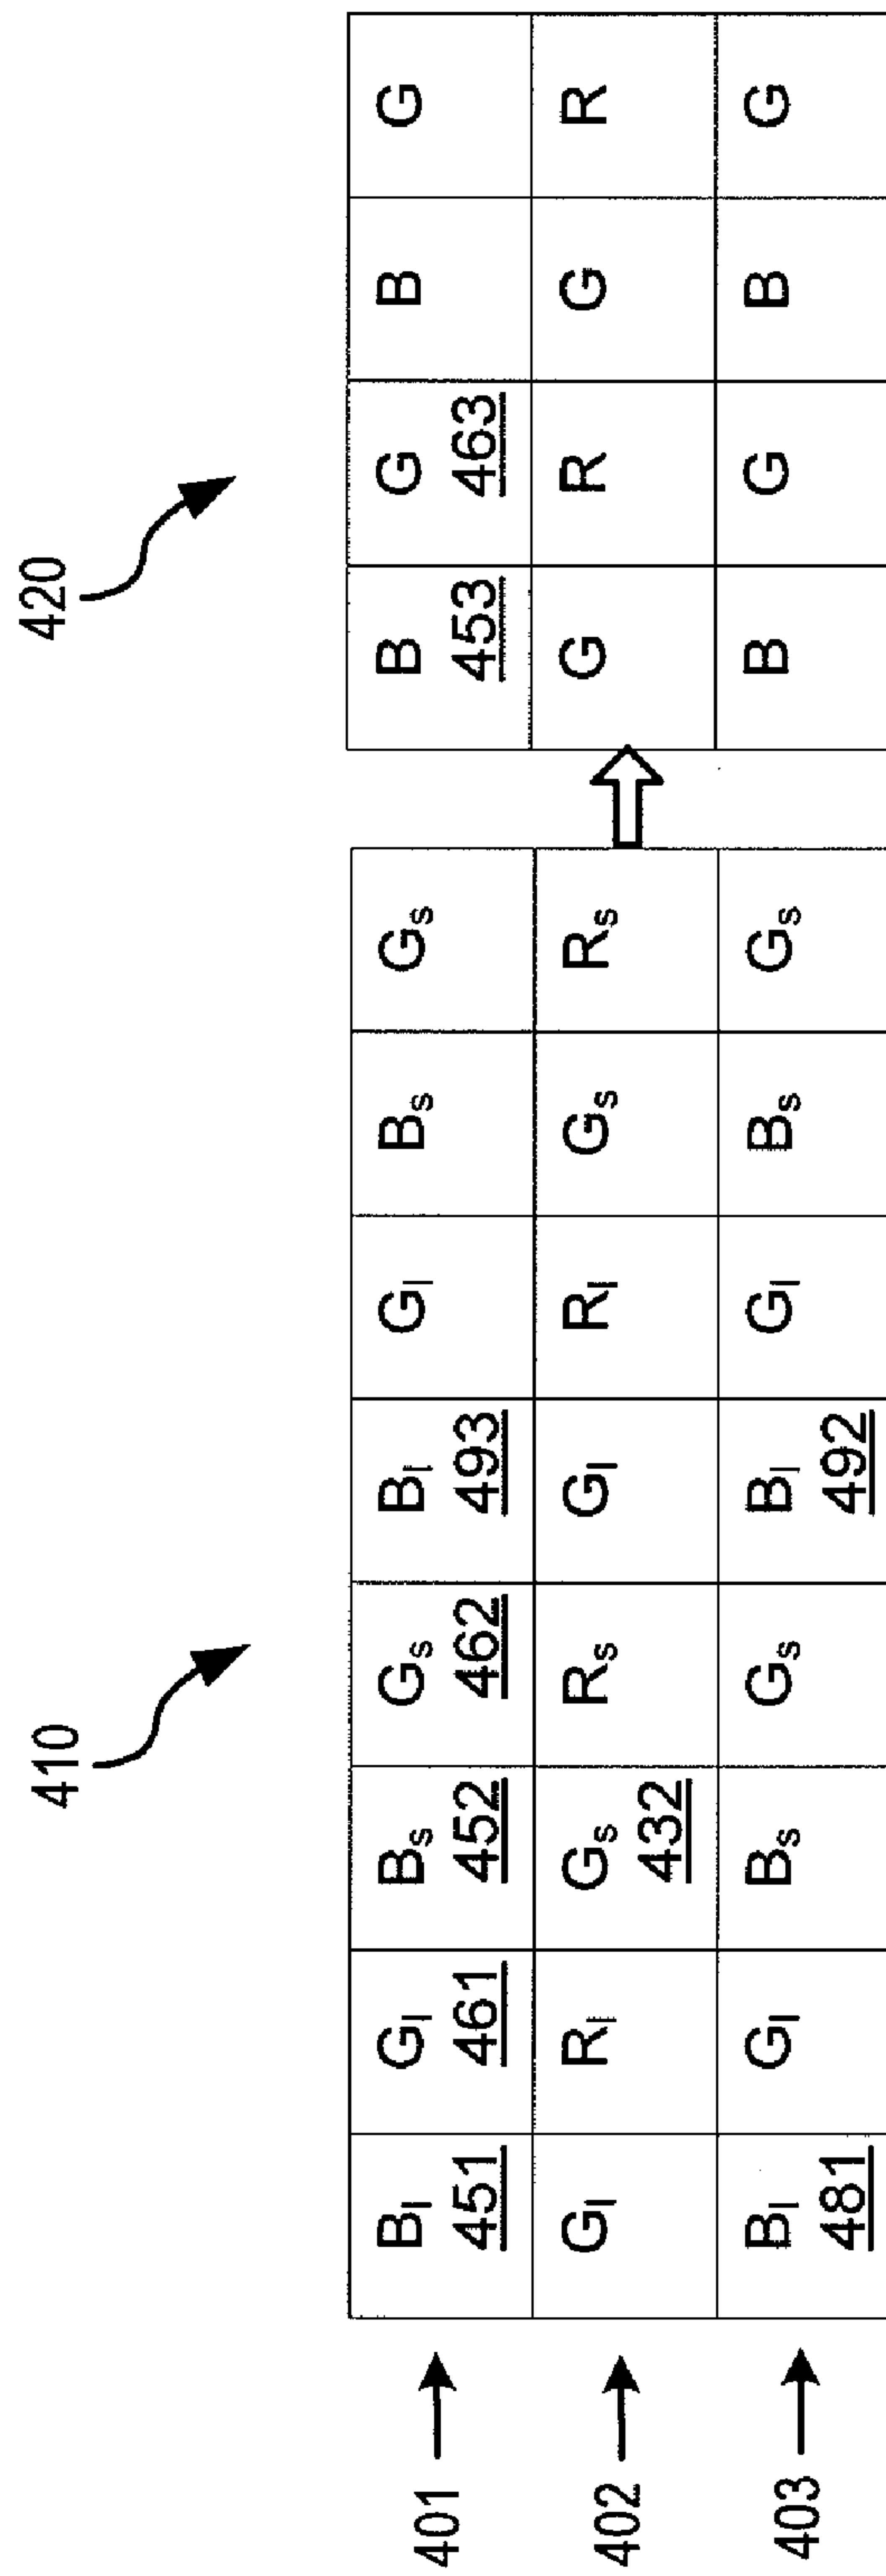 410 420
401 Bl Gl Bs Gs Bl Gl Bs Gs B G B G
451 461 452 462 493 453 463
402 Gl Rl Gs Rs Gl Rl Gs Rs G R G R
432
403 Bl Gl Bs Gs Bl Gl Bs Gs B G B G
481 492